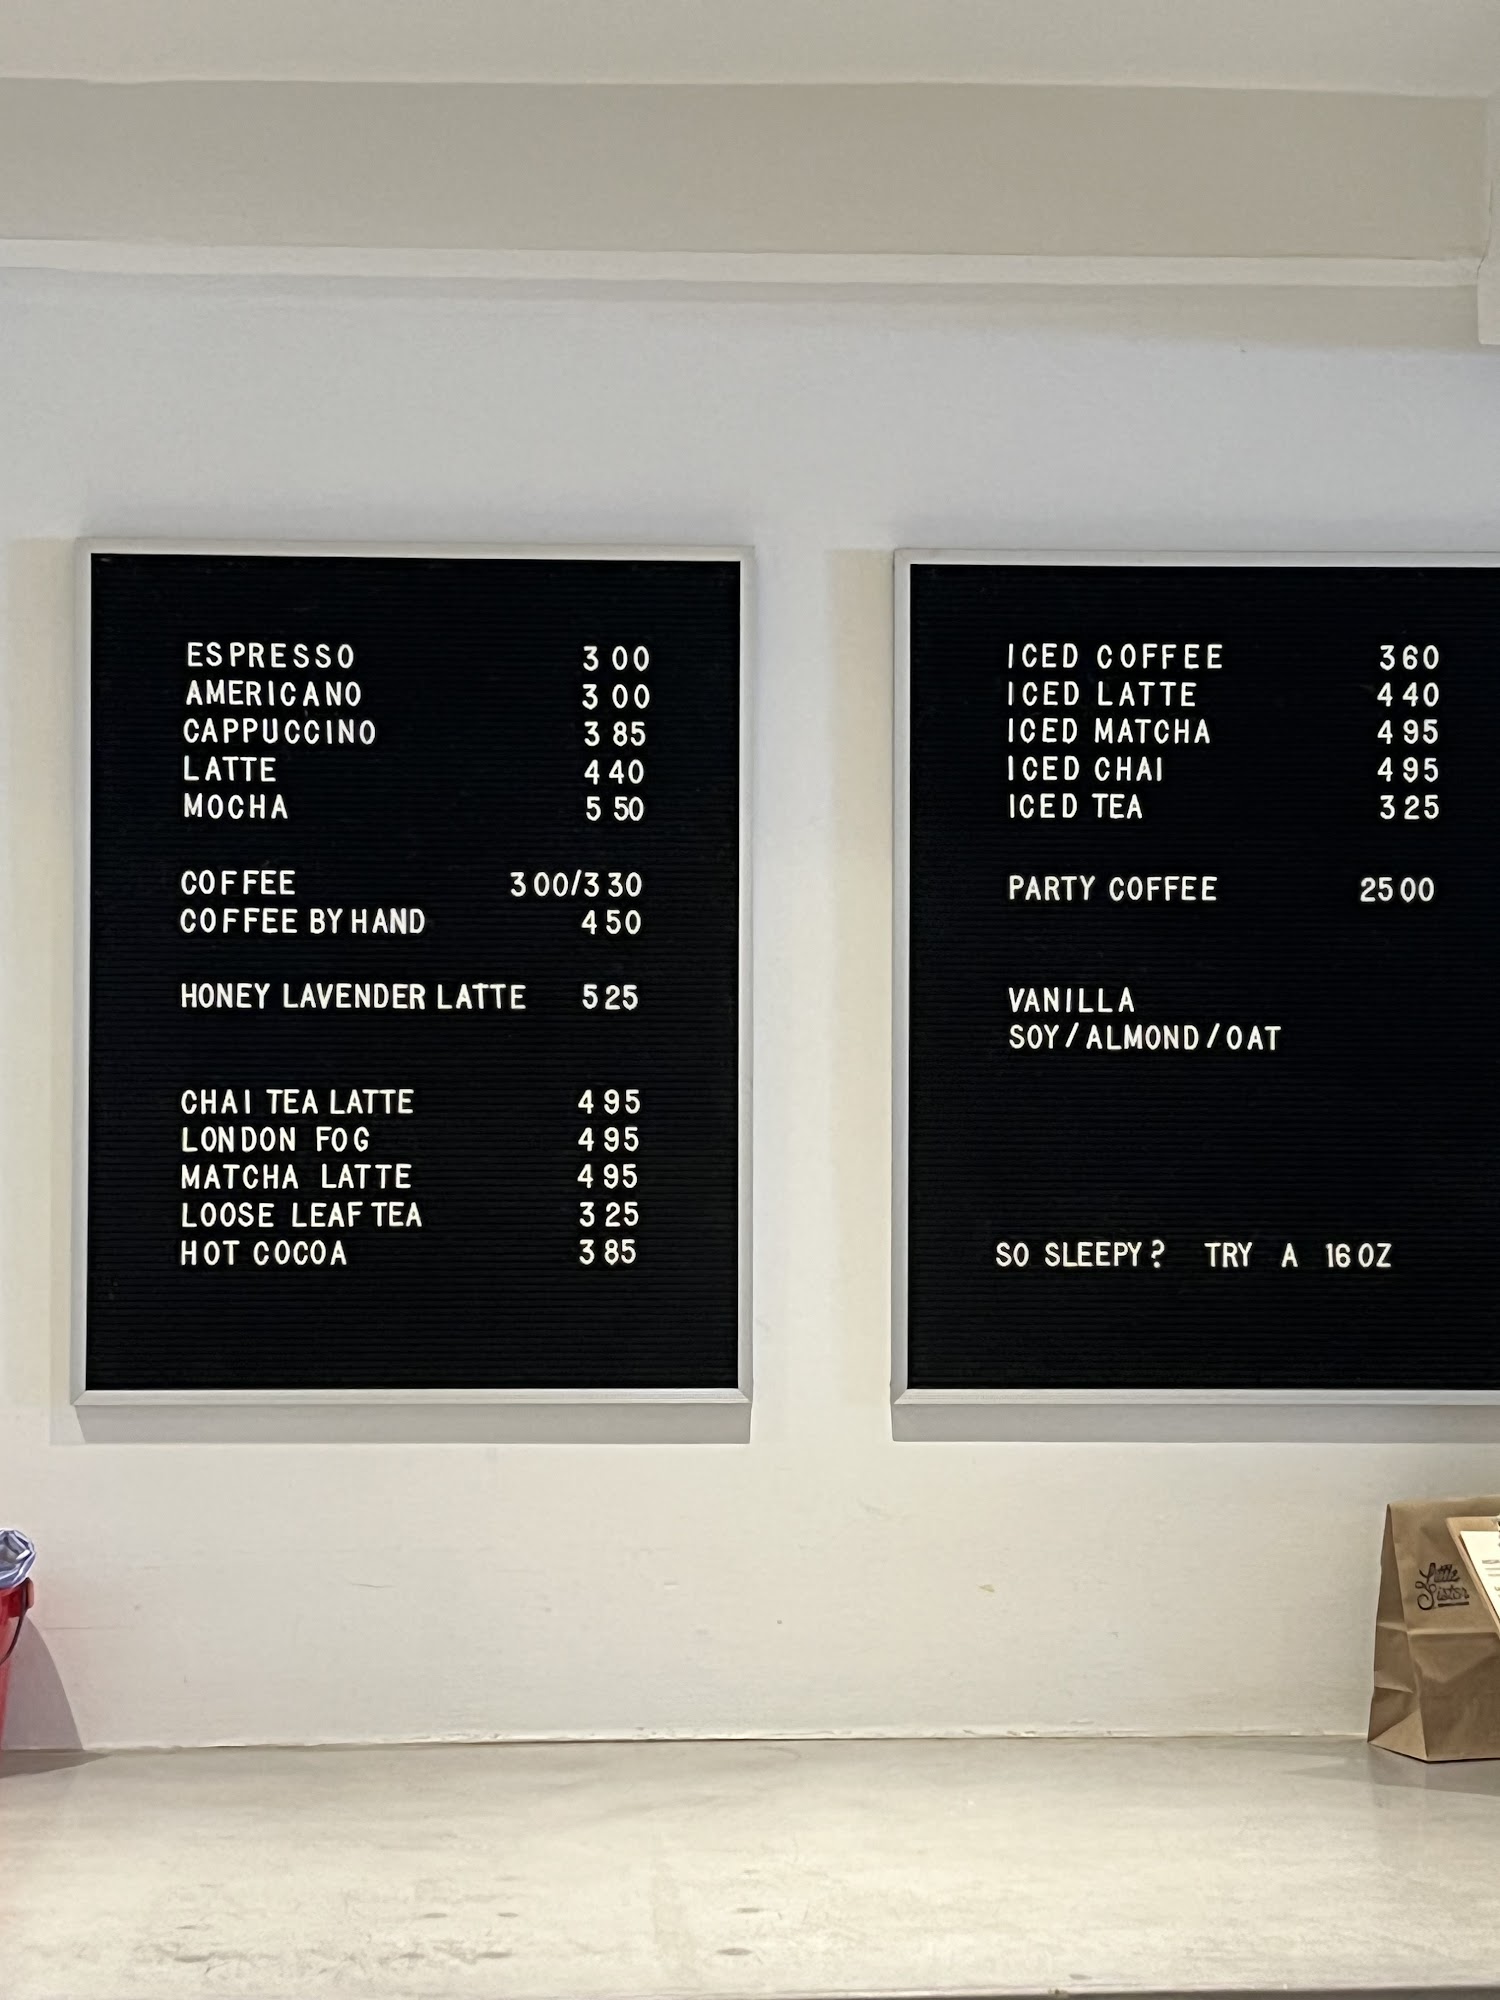 ESPRESSO 3 00
AMERICANO 3 00
CAPPUCCINO 3 85
LATTE 4 40
MOCHA 5 50
COFFEE 3 00/3 30
COFFEE BY HAND 4 50
HONEY LAVENDER LATTE 5 25
CHAI TEA LATTE 4 95
LONDON FOG 4 95
MATCHA LATTE 4 95
LOOSE LEAF TEA 3 25
HOT COCOA 3 85
ICED COFFEE 3 60
ICED LATTE 4 40
ICED MATCHA 4 95
ICED CHAI 4 95
ICED TEA 3 25
PARTY COFFEE 25 00
VANILLA
SOY/ALMOND/OAT
SO SLEEPY? TRY A 16 OZ
Little
Sister